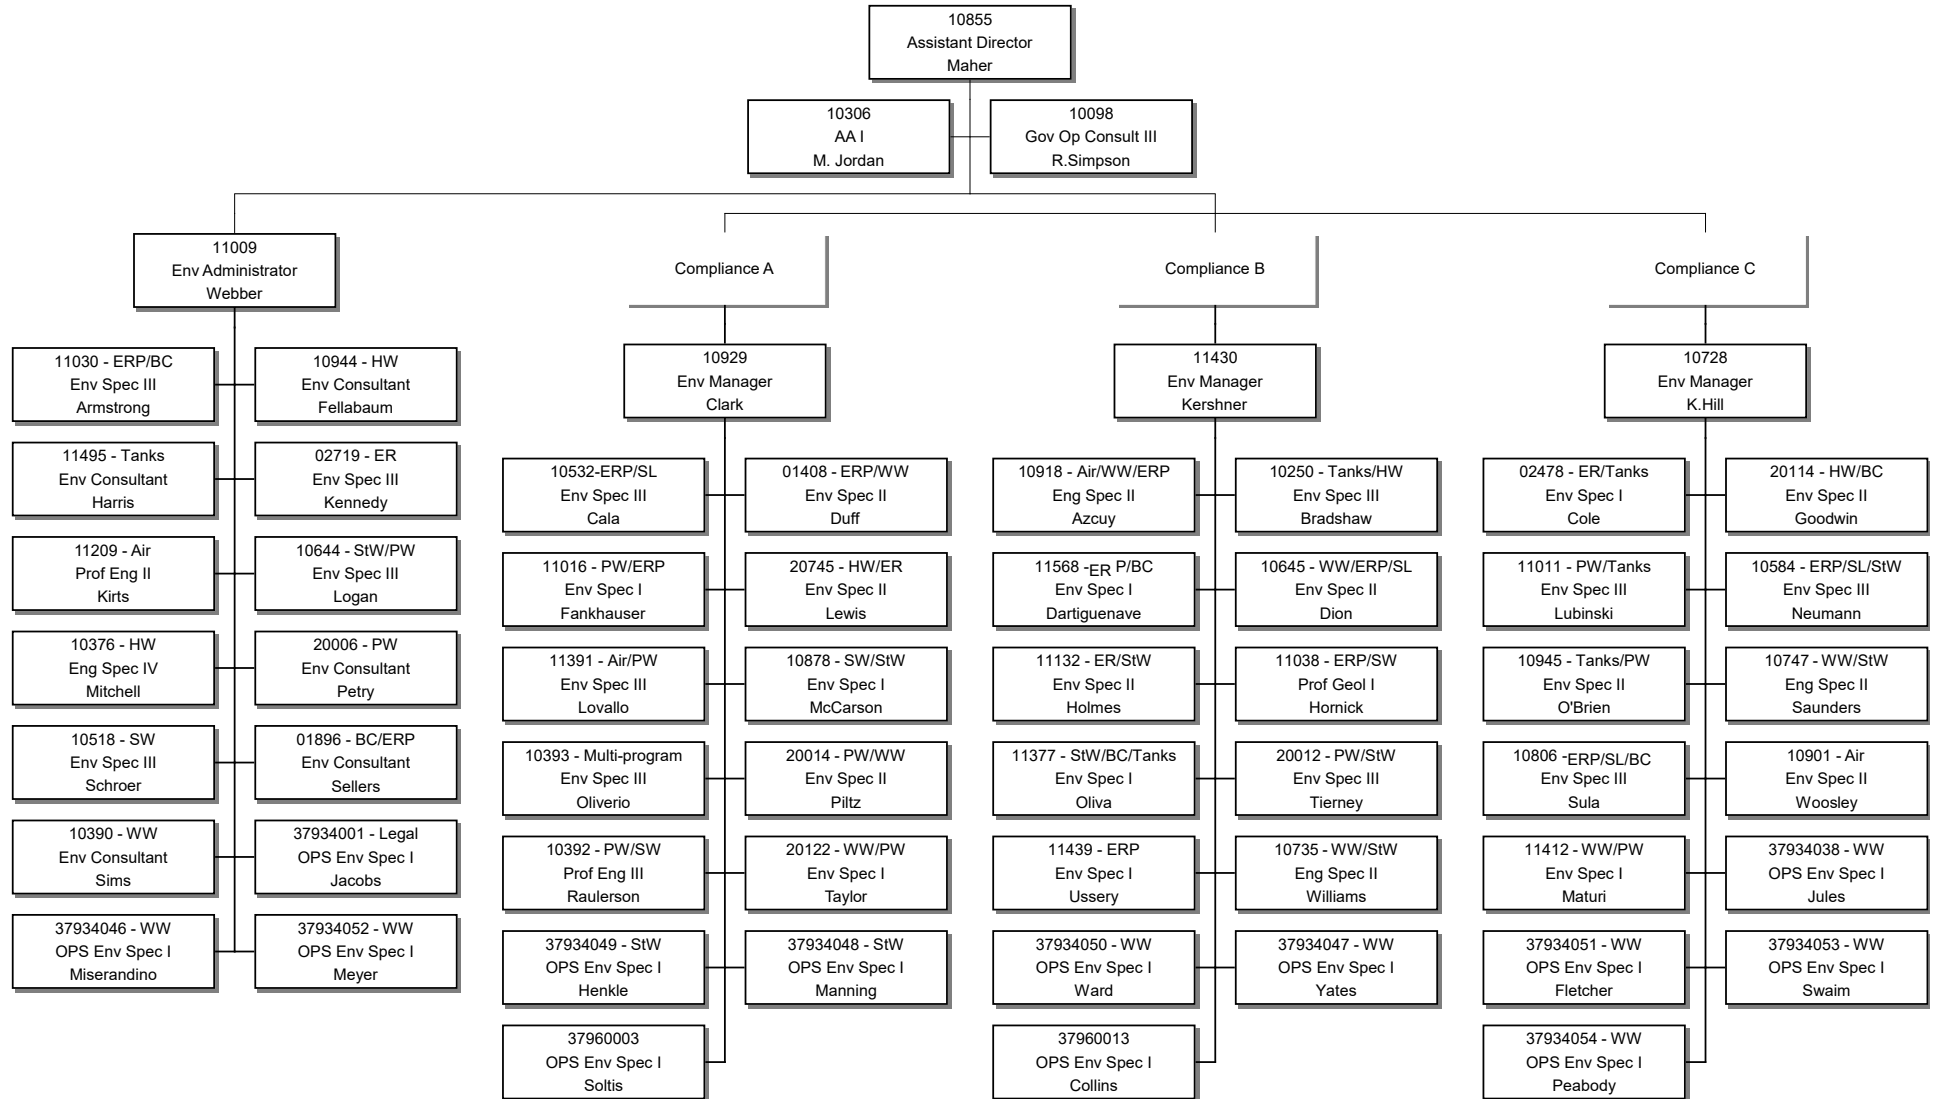 10855
Assistant Director
Maher
10306
AA I
M. Jordan
10098
Gov Op Consult III
R.Simpson
11009
Env Administrator
Webber
11030 - ERP/BC
Env Spec III
Armstrong
10944 - HW
Env Consultant
Fellabaum
11495 - Tanks
Env Consultant
Harris
02719 - ER
Env Spec III
Kennedy
11209 - Air
Prof Eng II
Kirts
10644 - StW/PW
Env Spec III
Logan
10376 - HW
Eng Spec IV
Mitchell
20006 - PW
Env Consultant
Petry
10518 - SW
Env Spec III
Schroer
01896 - BC/ERP
Env Consultant
Sellers
10390 - WW
Env Consultant
Sims
37934001 - Legal
OPS Env Spec I
Jacobs
37934046 - WW
OPS Env Spec I
Miserandino
37934052 - WW
OPS Env Spec I
Meyer
Compliance A
10929
Env Manager
Clark
10532-ERP/SL
Env Spec III
Cala
01408 - ERP/WW
Env Spec II
Duff
11016 - PW/ERP
Env Spec I
Fankhauser
20745 - HW/ER
Env Spec II
Lewis
11391 - Air/PW
Env Spec III
Lovallo
10878 - SW/StW
Env Spec I
McCarson
10393 - Multi-program
Env Spec III
Oliverio
20014 - PW/WW
Env Spec II
Piltz
10392 - PW/SW
Prof Eng III
Raulerson
20122 - WW/PW
Env Spec I
Taylor
37934049 - StW
OPS Env Spec I
Henkle
37934048 - StW
OPS Env Spec I
Manning
37960003
OPS Env Spec I
Soltis
Compliance B
11430
Env Manager
Kershner
10918 - Air/WW/ERP
Eng Spec II
Azcuy
10250 - Tanks/HW
Env Spec III
Bradshaw
11568 -ER P/BC
Env Spec I
Dartiguenave
10645 - WW/ERP/SL
Env Spec II
Dion
11132 - ER/StW
Env Spec II
Holmes
11038 - ERP/SW
Prof Geol I
Hornick
11377 - StW/BC/Tanks
Env Spec I
Oliva
20012 - PW/StW
Env Spec III
Tierney
11439 - ERP
Env Spec I
Ussery
10735 - WW/StW
Eng Spec II
Williams
37934050 - WW
OPS Env Spec I
Ward
37934047 - WW
OPS Env Spec I
Yates
37960013
OPS Env Spec I
Collins
Compliance C
10728
Env Manager
K.Hill
02478 - ER/Tanks
Env Spec I
Cole
20114 - HW/BC
Env Spec II
Goodwin
11011 - PW/Tanks
Env Spec III
Lubinski
10584 - ERP/SL/StW
Env Spec III
Neumann
10945 - Tanks/PW
Env Spec II
O'Brien
10747 - WW/StW
Eng Spec II
Saunders
10806 -ERP/SL/BC
Env Spec III
Sula
10901 - Air
Env Spec II
Woosley
11412 - WW/PW
Env Spec I
Maturi
37934038 - WW
OPS Env Spec I
Jules
37934051 - WW
OPS Env Spec I
Fletcher
37934053 - WW
OPS Env Spec I
Swaim
37934054 - WW
OPS Env Spec I
Peabody